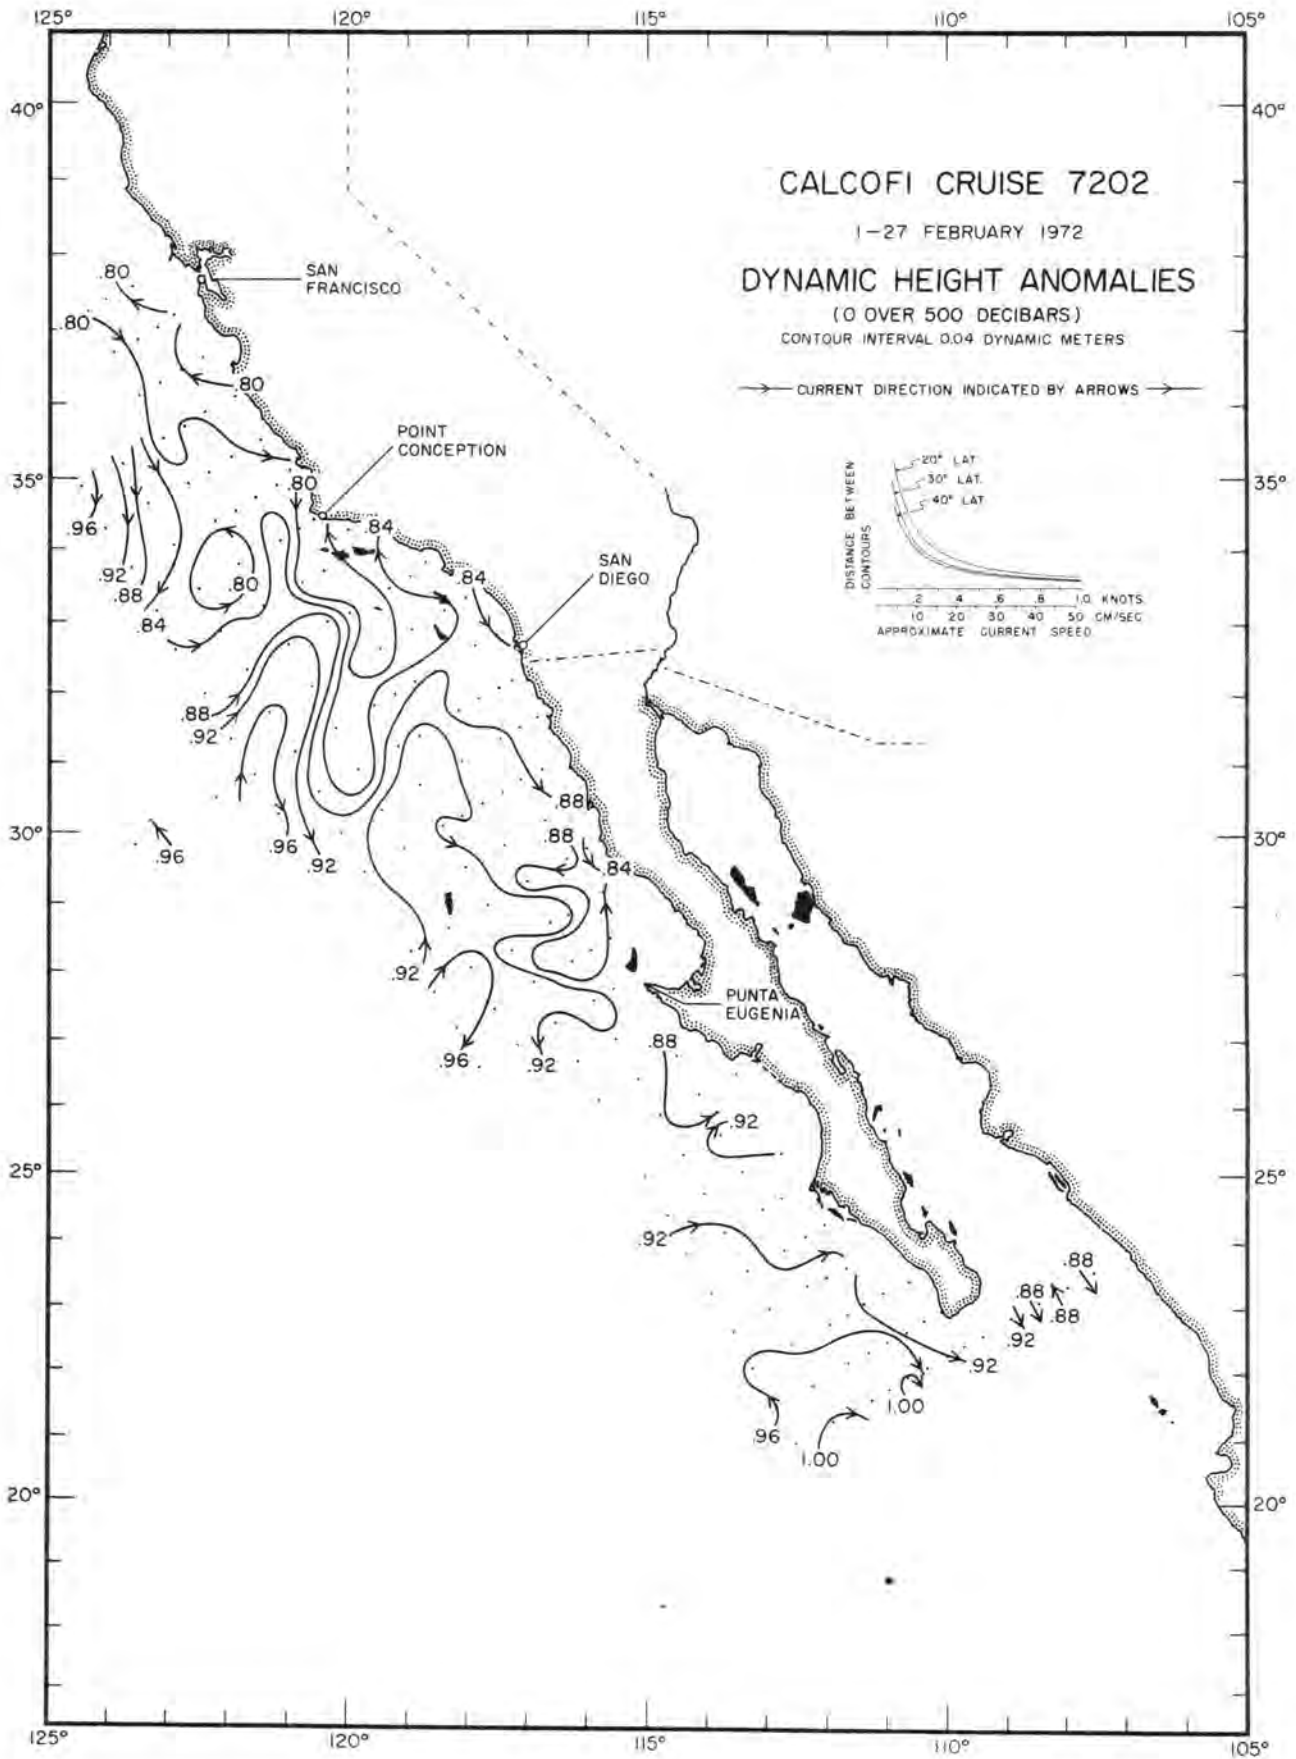 125° 120° 115° 110° 105°
40° 40°
CALCOFI CRUISE 7202
1-27 FEBRUARY 1972
DYNAMIC HEIGHT ANOMALIES
(0 OVER 500 DECIBARS)
CONTOUR INTERVAL 0.04 DYNAMIC METERS
CURRENT DIRECTION INDICATED BY ARROWS
SAN
FRANCISCO
.80
.80
.80
POINT
CONCEPTION
20° LAT.
30° LAT.
40° LAT
DISTANCE BETWEEN
CONTOURS
.2 .4 .6 .8 1.0 KNOTS
10 20 30 40 50 CM/SEC
APPROXIMATE CURRENT SPEED
35° 35°
.80
.96
.84
SAN
DIEGO
.92
.88
.80
.84
.84
.88
.92
.88
30° 30°
.96
.96
.92
.88
.84
.92
PUNTA
EUGENIA
.96
.92
.88
.92
25° 25°
.92
.88
.88
.88
.92
.92
1.00
.96
1.00
20° 20°
125° 120° 115° 110° 105°